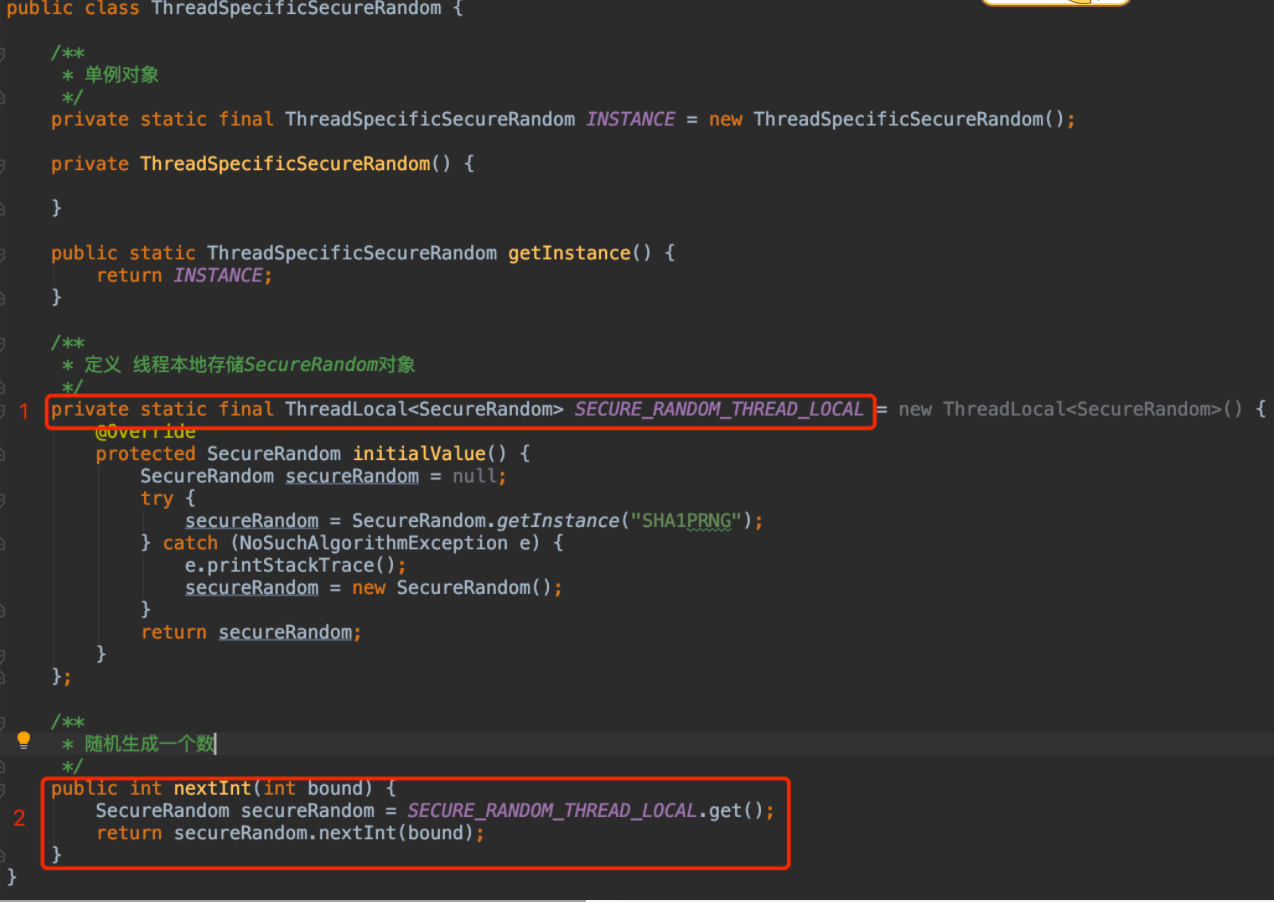 public class ThreadSpecificSecureRandom {
/**
* 单例对象
*/
private static final ThreadSpecificSecureRandom INSTANCE = new ThreadSpecificSecureRandom();
private ThreadSpecificSecureRandom() {
}
public static ThreadSpecificSecureRandom getInstance() {
return INSTANCE;
}
/**
* 定义 线程本地存储SecureRandom对象
*/
1 private static final ThreadLocal<SecureRandom> SECURE_RANDOM_THREAD_LOCAL = new ThreadLocal<SecureRandom>() {
@Override
protected SecureRandom initialValue() {
SecureRandom secureRandom = null;
try {
secureRandom = SecureRandom.getInstance("SHA1PRNG");
} catch (NoSuchAlgorithmException e) {
e.printStackTrace();
secureRandom = new SecureRandom();
}
return secureRandom;
}
};
/**
* 随机生成一个数
*/
public int nextInt(int bound) {
2 SecureRandom secureRandom = SECURE_RANDOM_THREAD_LOCAL.get();
return secureRandom.nextInt(bound);
}
}